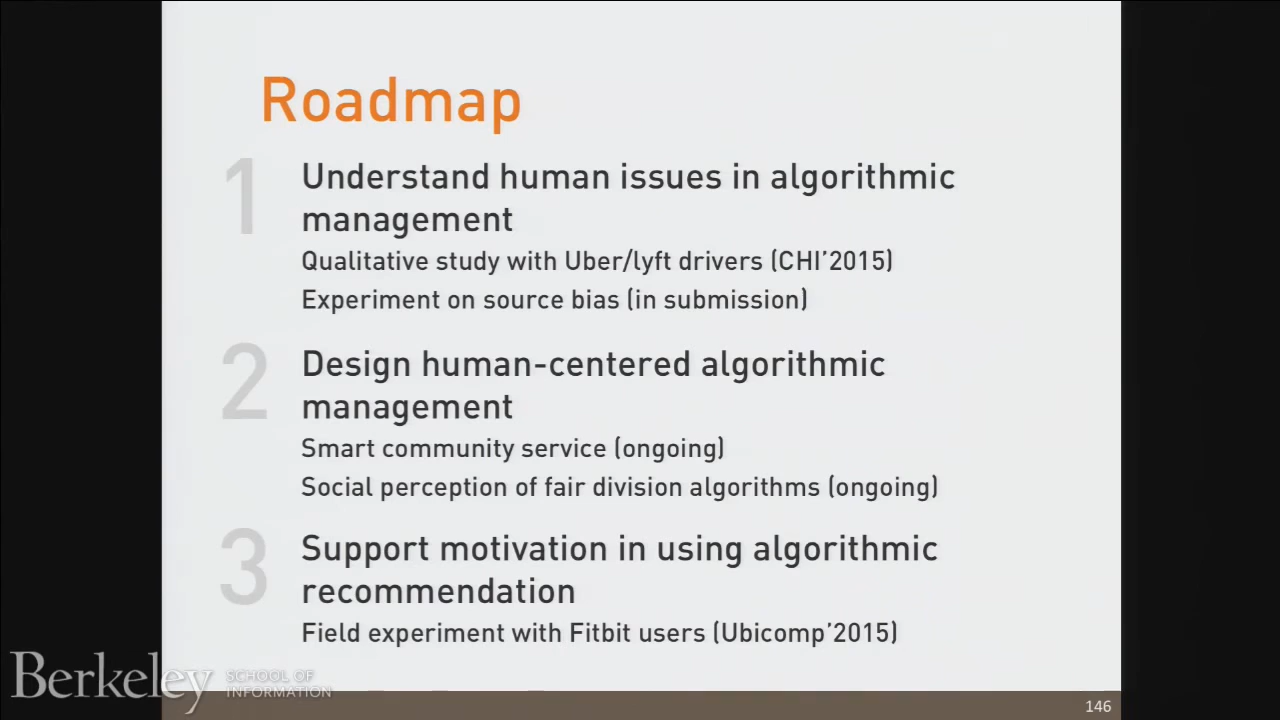 Roadmap
1
Understand human issues in algorithmic
management
Qualitative study with Uber/lyft drivers (CHI’2015)
Experiment on source bias (in submission)
2
Design human-centered algorithmic
management
Smart community service (ongoing)
Social perception of fair division algorithms (ongoing)
3
Support motivation in using algorithmic
recommendation
Field experiment with Fitbit users (Ubicomp’2015)
Berkeley SCHOOL OF
INFORMATION
146